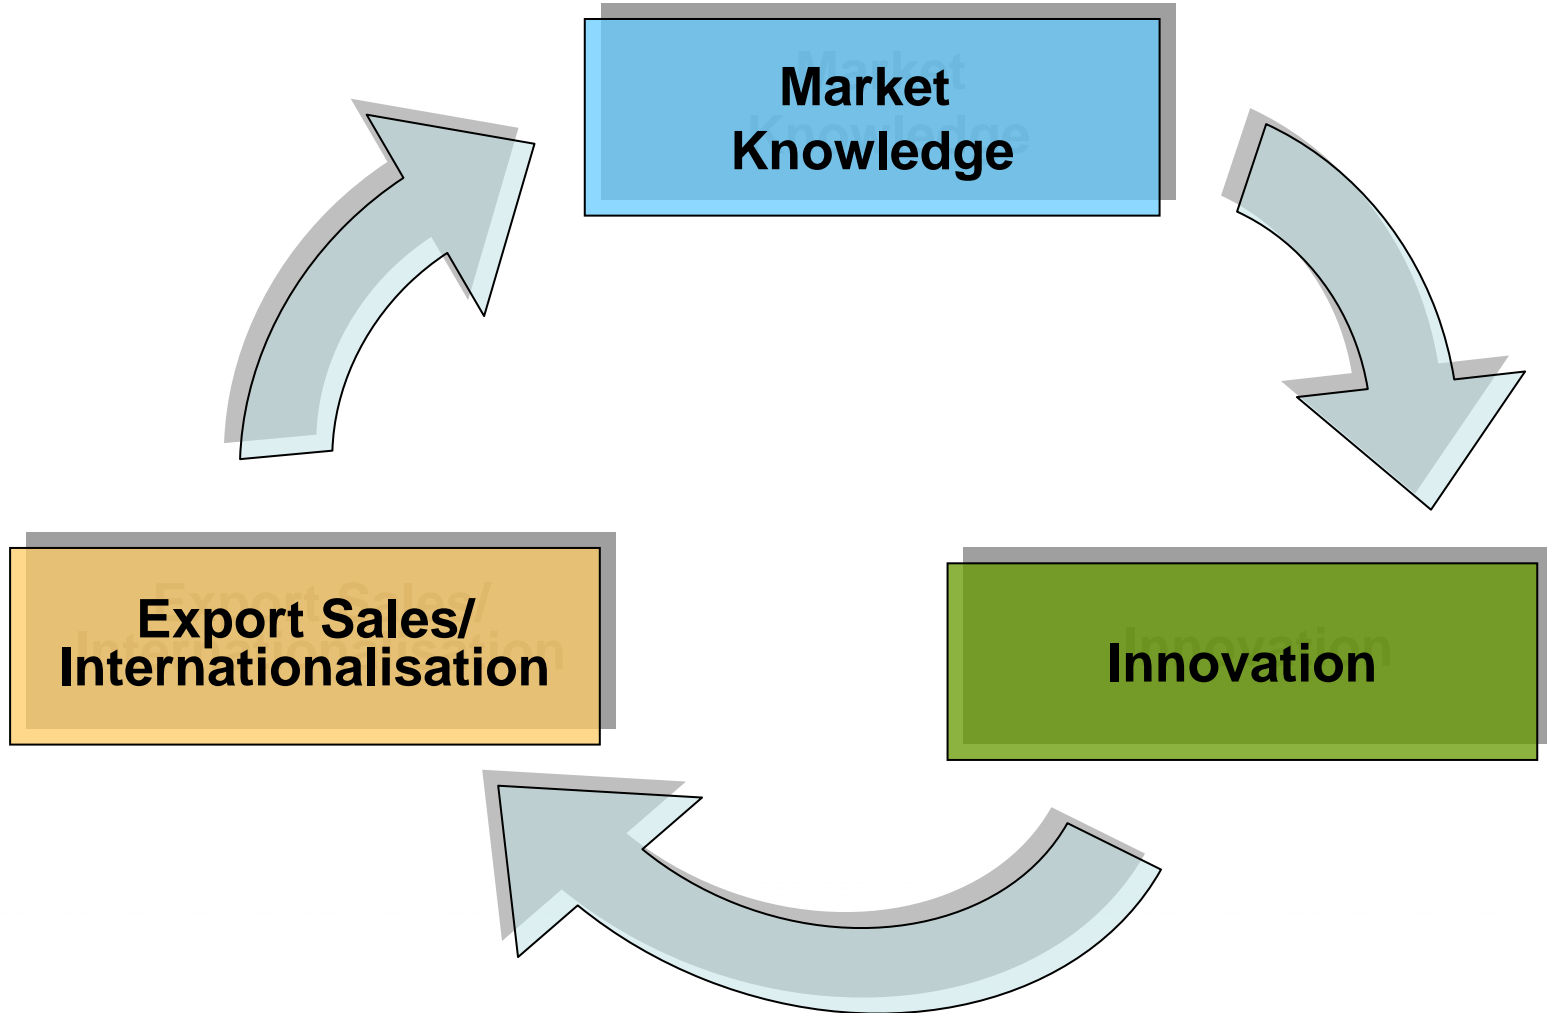 Market
Knowledge
Export Sales/
Internationalisation
Innovation